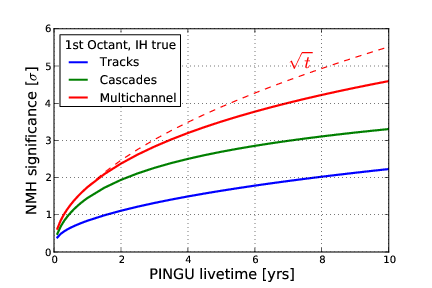 1st Octant, IH true
Tracks
Cascades
Multichannel
√t
NMH significance [σ]
6
5
4
3
2
1
0
0 2 4 6 8 10
PINGU livetime [yrs]